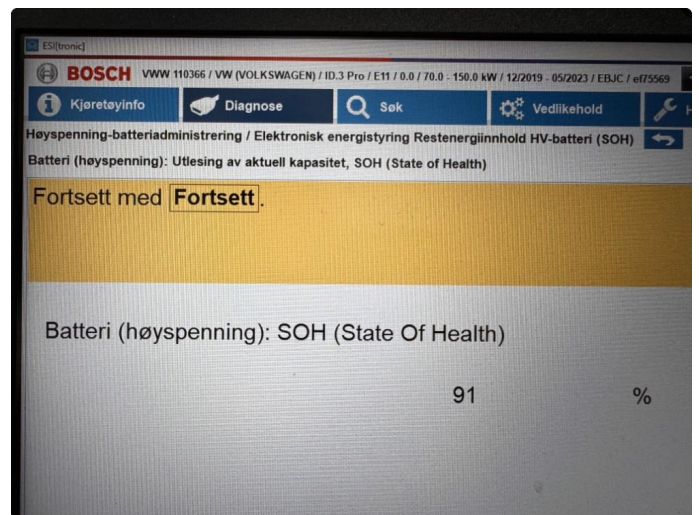 ESI[tronic]
BOSCH VWW 110366 / VW (VOLKSWAGEN) / ID.3 Pro / E11 / 0.0 / 70.0 - 150.0 kW / 12/2019 - 05/2023 / EBJC / ef75569
Kjøretøyinfo Diagnose Søk Vedlikehold
Høyspenning-batteriadministrering / Elektronisk energistyring Restenergiinnhold HV-batteri (SOH)
Batteri (høyspenning): Utlesing av aktuell kapasitet, SOH (State of Health)
Fortsett med Fortsett.
Batteri (høyspenning): SOH (State Of Health)
91 %